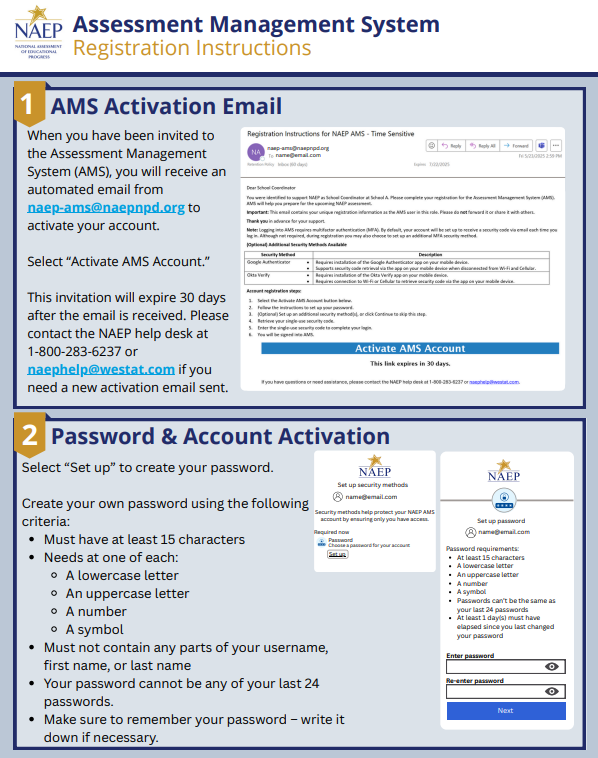 NAEP
NATIONAL ASSESSMENT
OF EDUCATIONAL
PROGRESS
Assessment Management System
Registration Instructions
1
AMS Activation Email
When you have been invited to
the Assessment Management
System (AMS), you will receive an
automated email from
naep-ams@naepnpd.org to
activate your account.
Select “Activate AMS Account.”
This invitation will expire 30 days
after the email is received. Please
contact the NAEP help desk at
1-800-283-6237 or
naephelp@westat.com if you
need a new activation email sent.
Registration Instructions for NAEP AMS - Time Sensitive
NA
naep-ams@naepnpd.org
To name@email.com
Reply
Reply All
Forward
Expires 7/22/2025
Dear School Coordinator
You were identified to support NAEP as School Coordinator at School A. Please complete your registration for the Assessment Management System (AMS).
AMS will help you prepare for the upcoming NAEP assessment.
Important: This email contains your unique registration information as the AMS user in this role. Please do not forward it or share it with others.
Thank you in advance for your support.
Note: Logging into AMS requires multifactor authentication (MFA). By default, your account will be set up to receive a security code via email each time you
log in. Although not required, during registration you may also choose to set up an additional MFA security method.
(Optional) Additional Security Methods Available
Security Method Description
Google Authenticator • Requires installation of the Google Authenticator app on your mobile device.
• Supports security code retrieval via the app on your mobile device when disconnected from Wi-Fi and Cellular.
Okta Verify • Requires installation of the Okta Verify app on your mobile device.
• Requires connection to Wi-Fi or Cellular to retrieve security code via the app on your mobile device.
Account registration steps:
1. Select the Activate AMS Account button below.
2. Follow the instructions to set up your password.
3. (Optional) Set up an additional security method(s), or click Continue to skip this step.
4. Retrieve your single-use security code.
5. Enter the single-use security code to complete your login.
6. You will be signed into AMS.
Activate AMS Account
This link expires in 30 days.
If you have questions or need assistance, please contact the NAEP help desk at 1-800-283-6237 or naephelp@westat.com.
2
Password & Account Activation
Select “Set up” to create your password.
Create your own password using the following
criteria:
• Must have at least 15 characters
• Needs at one of each:
◦ A lowercase letter
◦ An uppercase letter
◦ A number
◦ A symbol
• Must not contain any parts of your username,
first name, or last name
• Your password cannot be any of your last 24
passwords.
• Make sure to remember your password – write it
down if necessary.
NAEP
Set up security methods
name@email.com
Security methods help protect your NAEP AMS
account by ensuring only you have access.
Required now
Password
Choose a password for your account
Set up
NAEP
Set up password
name@email.com
Password requirements:
• At least 15 characters
• A lowercase letter
• An uppercase letter
• A number
• A symbol
• Passwords can't be the same as
your last 24 passwords
• At least 1 day(s) must have
elapsed since you last changed
your password
Enter password
Re-enter password
Next